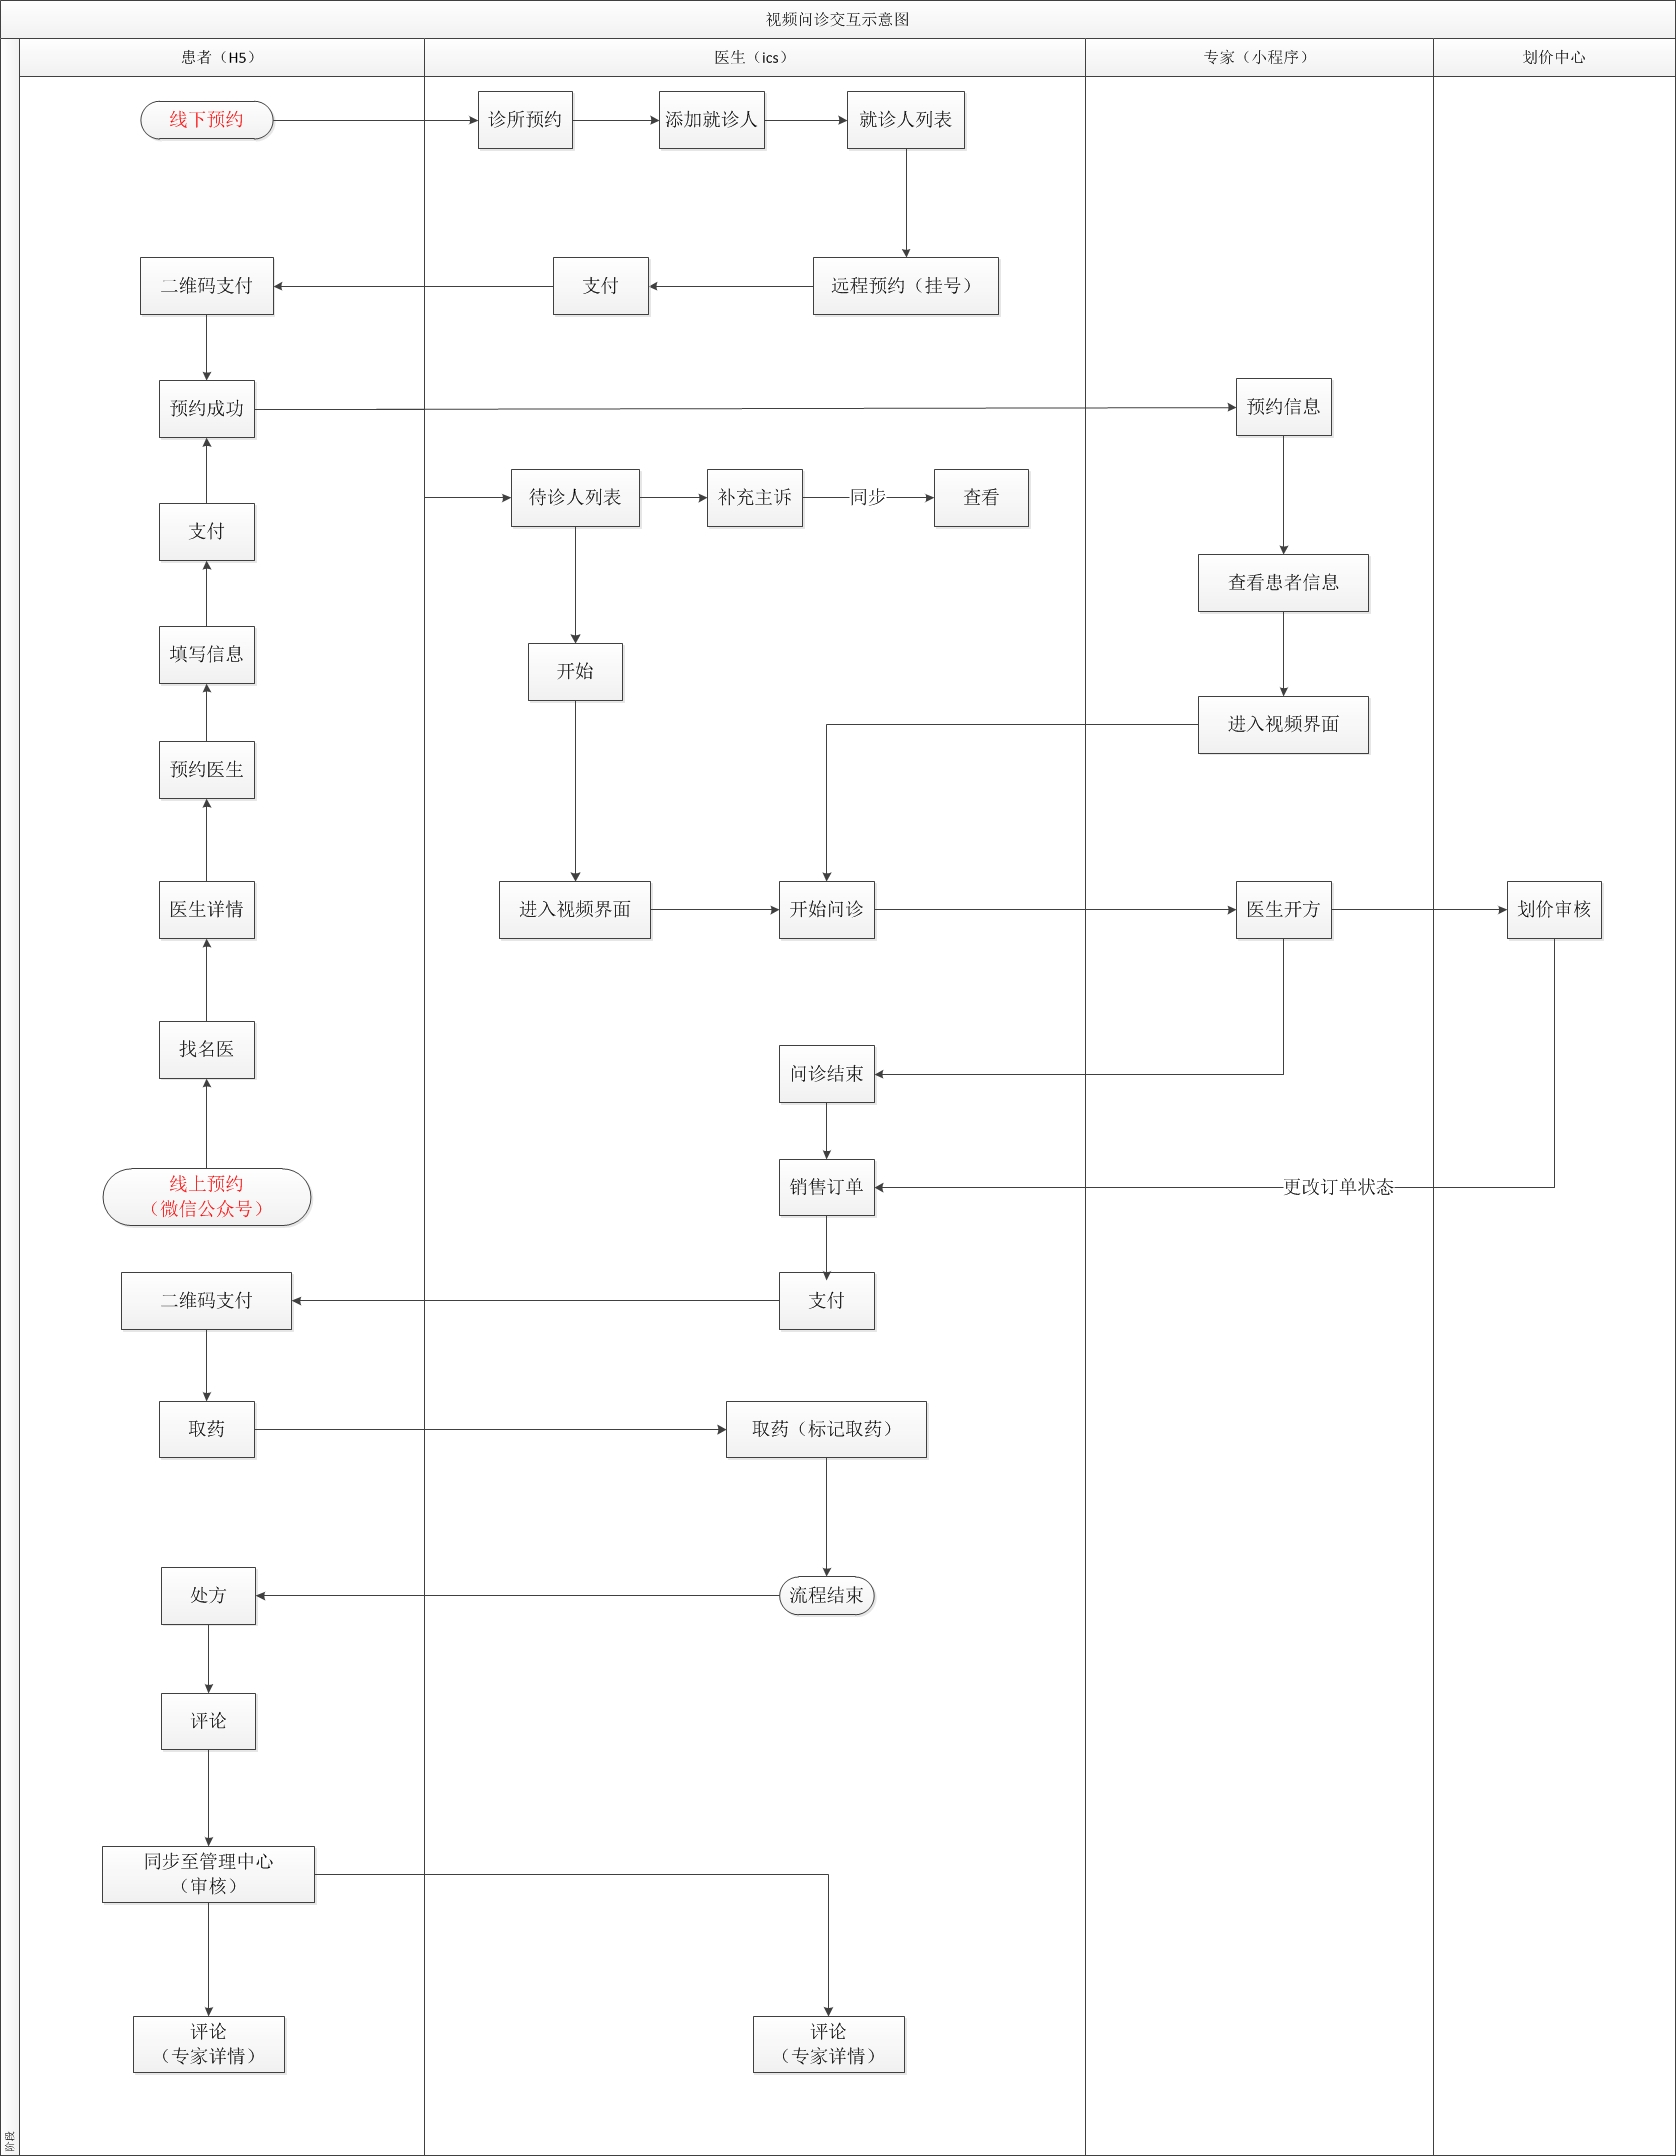 视频问诊交互示意图
患者（H5）
医生（ics）
专家（小程序）
划价中心
线下预约
诊所预约
添加就诊人
就诊人列表
二维码支付
支付
远程预约（挂号）
预约成功
预约信息
待诊人列表
补充主诉
同步
查看
支付
查看患者信息
填写信息
开始
进入视频界面
预约医生
医生详情
进入视频界面
开始问诊
医生开方
划价审核
找名医
问诊结束
线上预约
（微信公众号）
销售订单
更改订单状态
二维码支付
支付
取药
取药（标记取药）
处方
流程结束
评论
同步至管理中心
（审核）
评论
（专家详情）
评论
（专家详情）
阶段